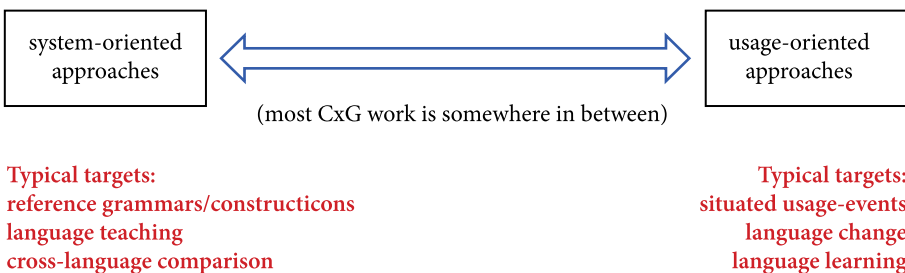 system-oriented
approaches
usage-oriented
approaches
(most CxG work is somewhere in between)
Typical targets:
reference grammars/constructicons
language teaching
cross-language comparison
Typical targets:
situated usage-events
language change
language learning